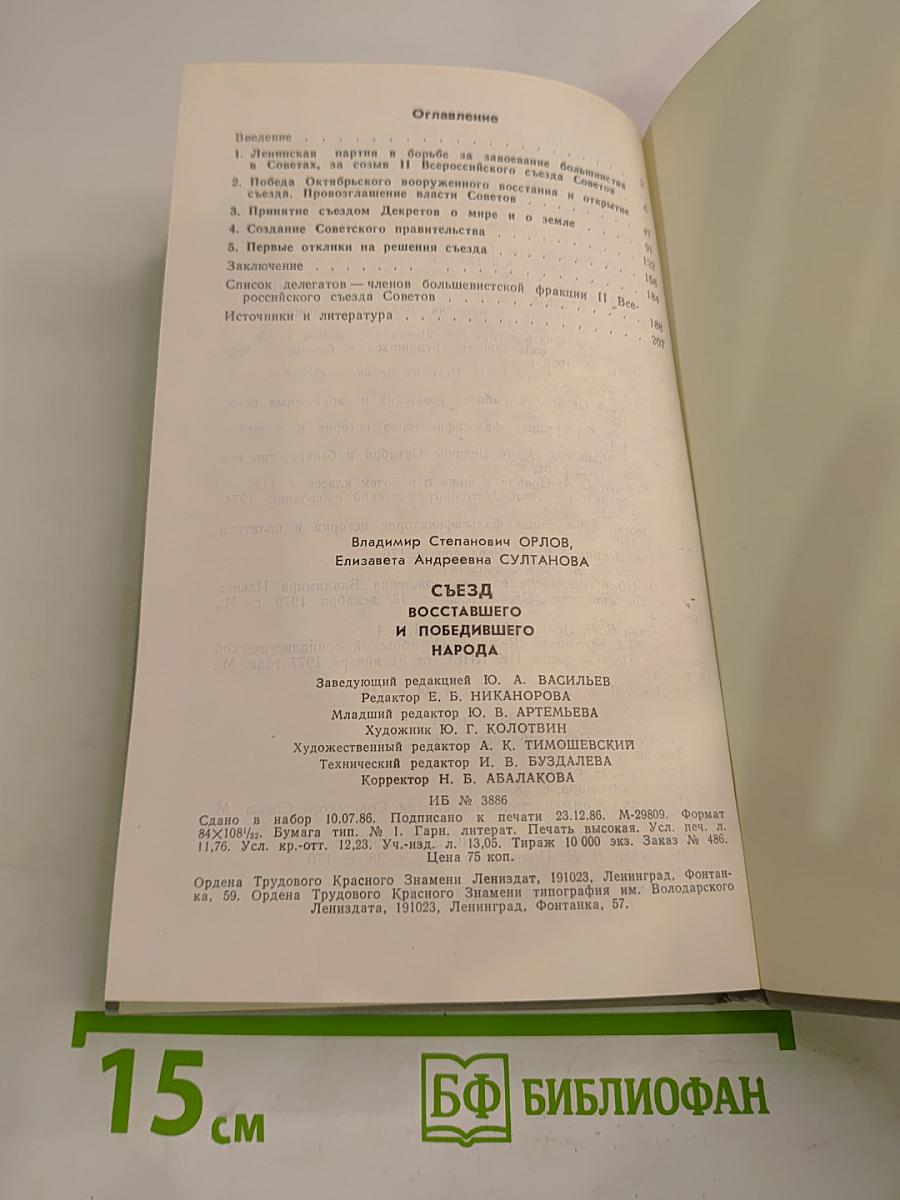 Оглавление
Введение . . . . . . . . . . . . . . .
1. Ленинская партия в борьбе за завоевание большинства
в Советах, за созыв II Всероссийского съезда Советов
2. Победа Октябрьского вооруженного восстания и открытие
съезда. Провозглашение власти Советов . . . . . .
3. Принятие съездом Декретов о мире и о земле . . . 47
4. Создание Советского правительства . . . . . . . 91
5. Первые отклики на решения съезда . . . . . . .
Заключение . . . . . . . . . . . . . . 158
Список делегатов — членов большевистской фракции II Все- 184
российского съезда Советов . . . . . . . . . . 188
Источники и литература . . . . . . . . . . . 207
Владимир Степанович ОРЛОВ,
Елизавета Андреевна СУЛТАНОВА
СЪЕЗД
ВОССТАВШЕГО
И ПОБЕДИВШЕГО
НАРОДА
Заведующий редакцией Ю. А. ВАСИЛЬЕВ
Редактор Е. Б. НИКАНОРОВА
Младший редактор Ю. В. АРТЕМЬЕВА
Художник Ю. Г. КОЛОТВИН
Художественный редактор А. К. ТИМОШЕВСКИЙ
Технический редактор И. В. БУЗДАЛЕВА
Корректор Н. Б. АБАЛАКОВА
ИБ № 3886
Сдано в набор 10.07.86. Подписано к печати 23.12.86. М-29809. Формат
84×108¹/₃₂. Бумага тип. № 1. Гарн. литерат. Печать высокая. Усл. печ. л.
11,76. Усл. кр.-отт. 12,23. Уч.-изд. л. 13,05. Тираж 10 000 экз. Заказ № 486.
Цена 75 коп.
Ордена Трудового Красного Знамени Лениздат, 191023, Ленинград, Фонтан-
ка, 59. Ордена Трудового Красного Знамени типография им. Володарского
Лениздата, 191023, Ленинград, Фонтанка, 57.
15 см
БФ БИБЛИОФАН